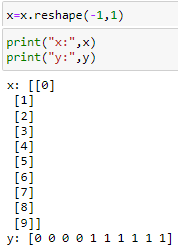 x=x.reshape(-1,1)
print("x:",x)
print("y:",y)
x: [[0]
 [1]
 [2]
 [3]
 [4]
 [5]
 [6]
 [7]
 [8]
 [9]]
y: [0 0 0 0 1 1 1 1 1 1]